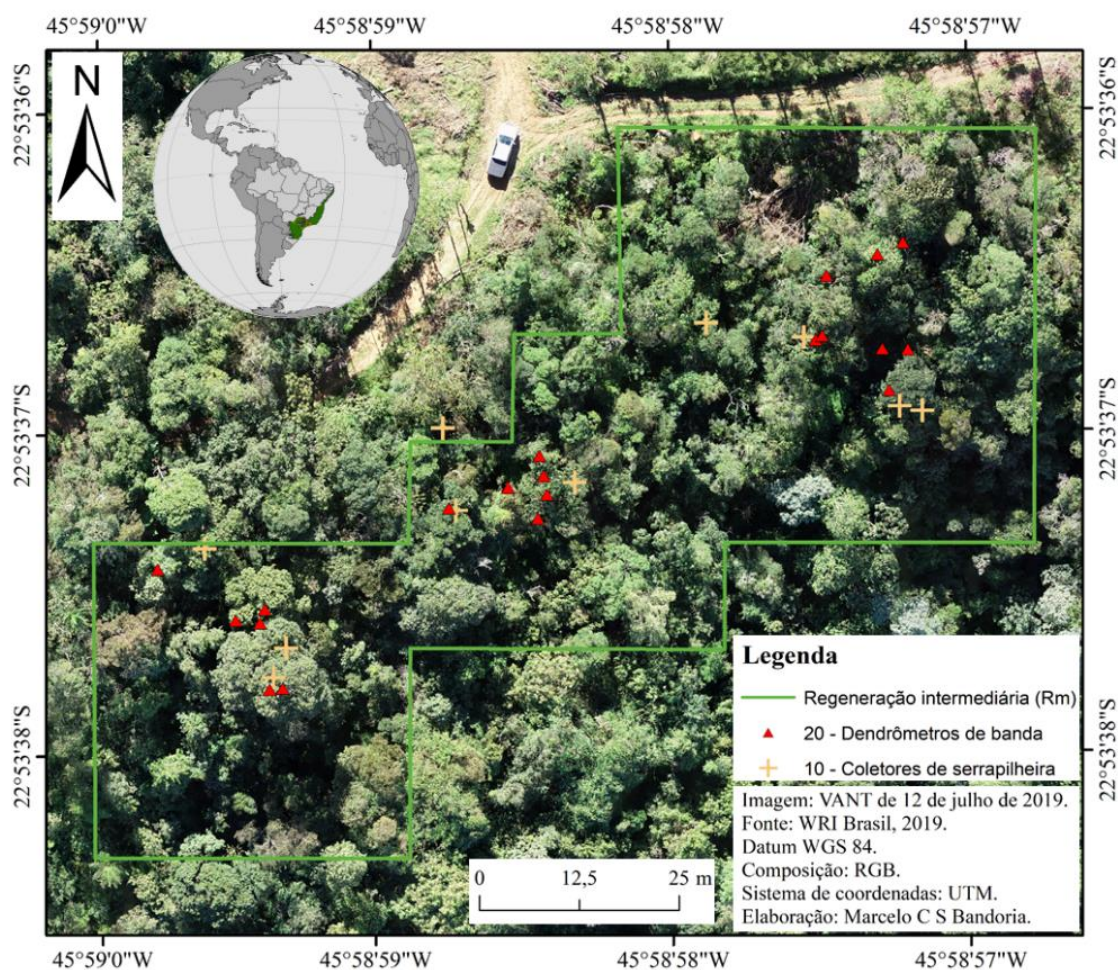 45°59'0"W 45°58'59"W 45°58'58"W 45°58'57"W
N
22°53'36"S
22°53'36"S
22°53'37"S
22°53'37"S
22°53'38"S
22°53'38"S
Legenda
Regeneração intermediária (Rm)
20 - Dendrômetros de banda
10 - Coletores de serrapilheira
Imagem: VANT de 12 de julho de 2019.
Fonte: WRI Brasil, 2019.
Datum WGS 84.
Composição: RGB.
Sistema de coordenadas: UTM.
Elaboração: Marcelo C S Bandoria.
0 12,5 25 m
45°59'0"W 45°58'59"W 45°58'58"W 45°58'57"W